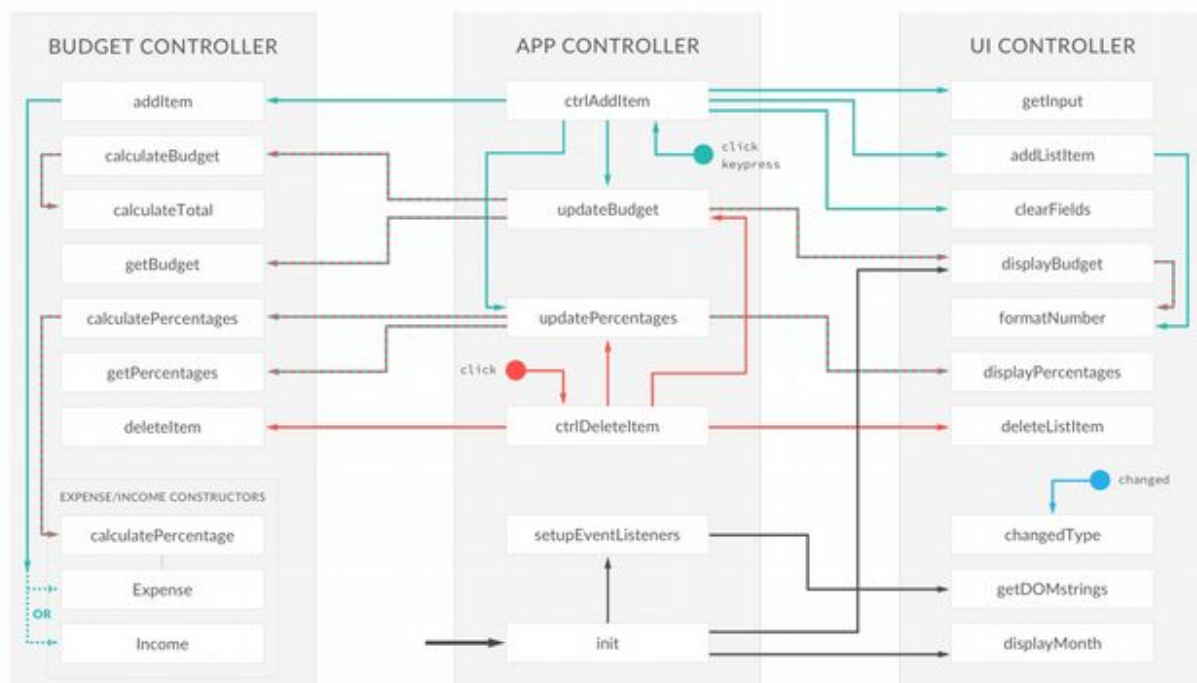 BUDGET CONTROLLER
addItem
calculateBudget
calculateTotal
getBudget
calculatePercentages
getPercentages
deleteItem
EXPENSE/INCOME CONSTRUCTORS
calculatePercentage
Expense
OR
Income
APP CONTROLLER
ctrlAddItem
click
keypress
updateBudget
updatePercentages
click
ctrlDeleteItem
setupEventListeners
init
UI CONTROLLER
getInput
addListItem
clearFields
displayBudget
formatNumber
displayPercentages
deleteListItem
changed
changedType
getDOMstrings
displayMonth